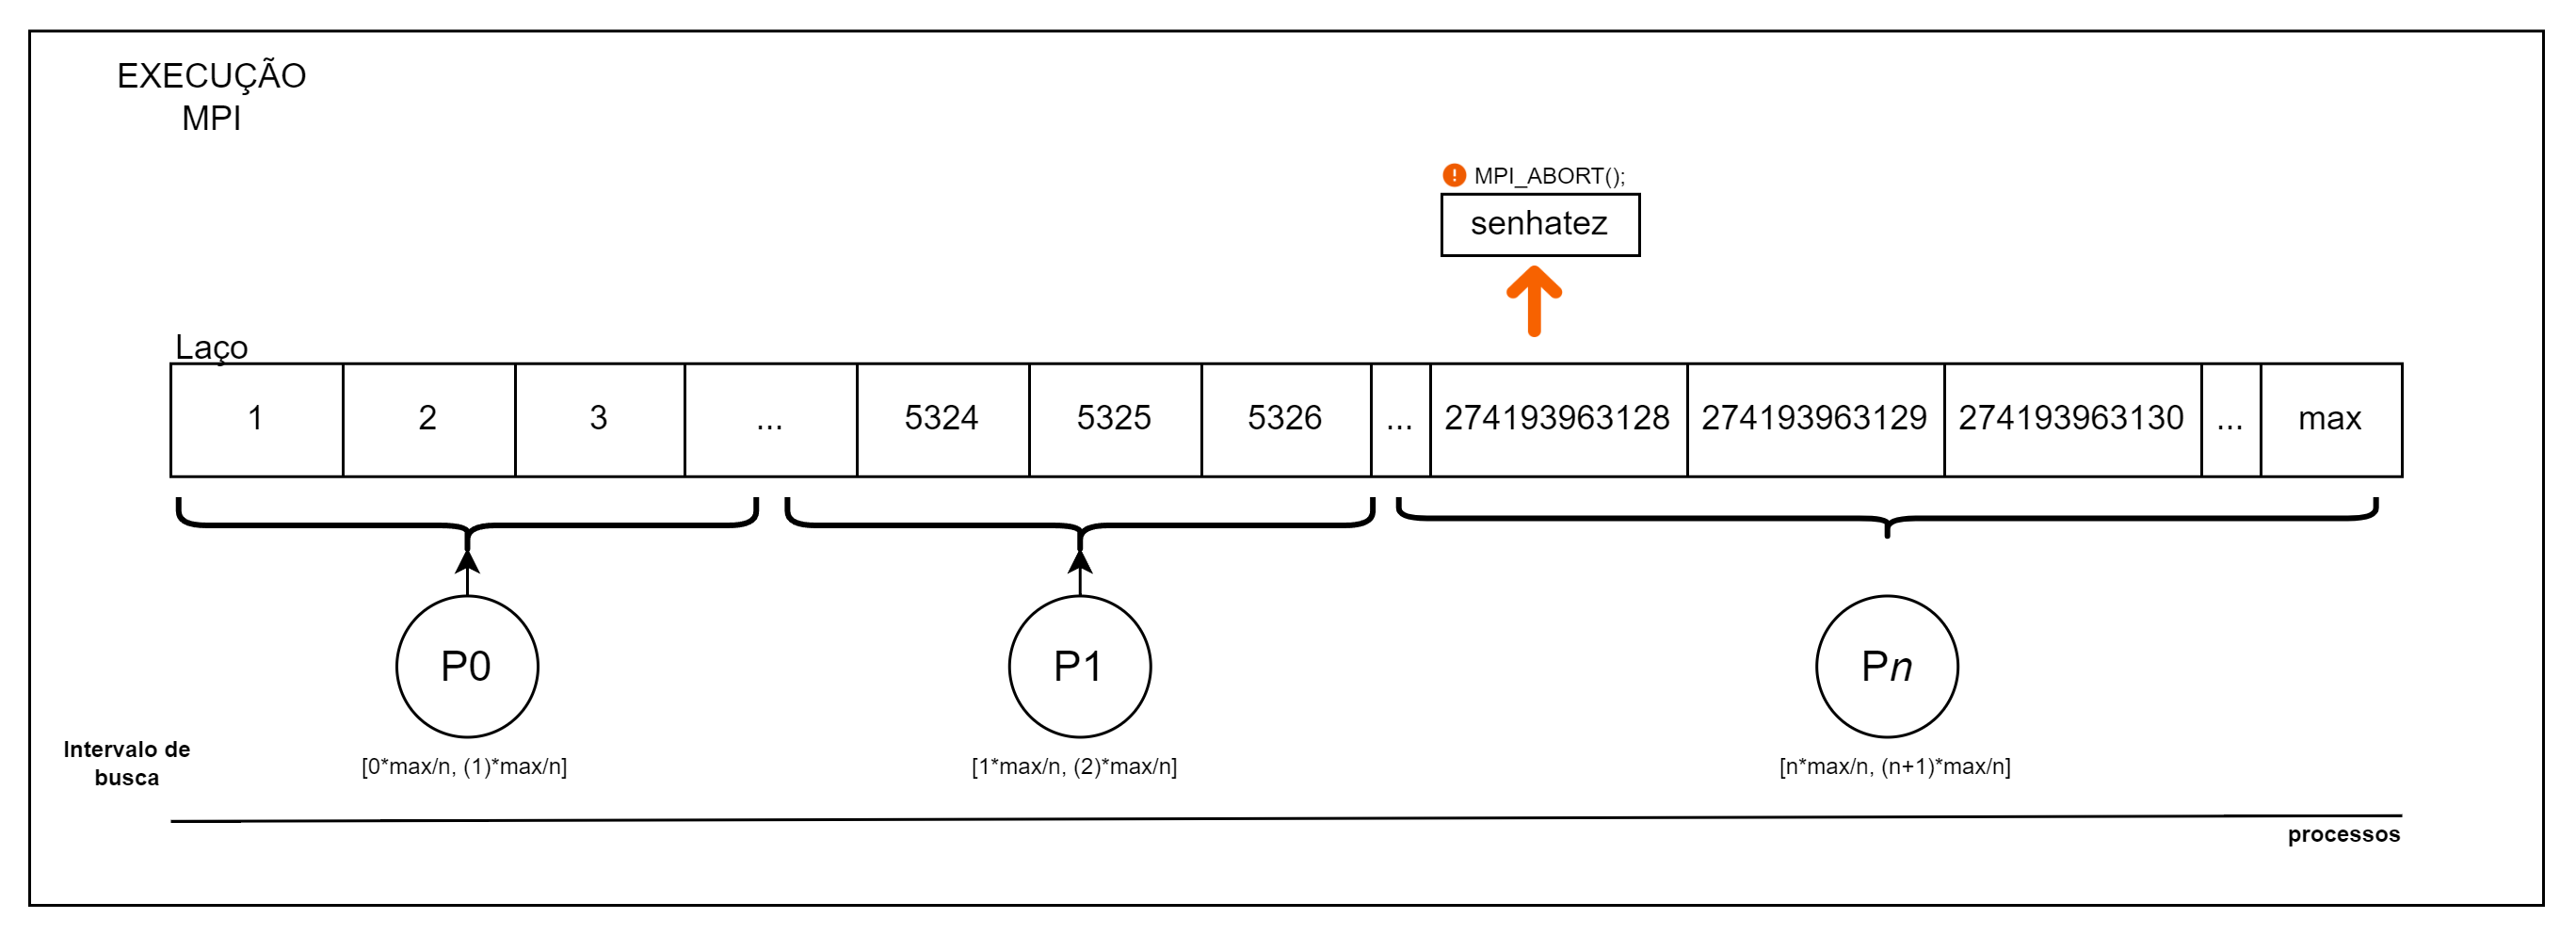 EXECUÇÃO
MPI
! MPI_ABORT();
senhatez
Laço
1 2 3 ... 5324 5325 5326 ... 274193963128 274193963129 274193963130 ... max
P0 P1 Pn
Intervalo de
busca
[0*max/n, (1)*max/n] [1*max/n, (2)*max/n] [n*max/n, (n+1)*max/n]
processos